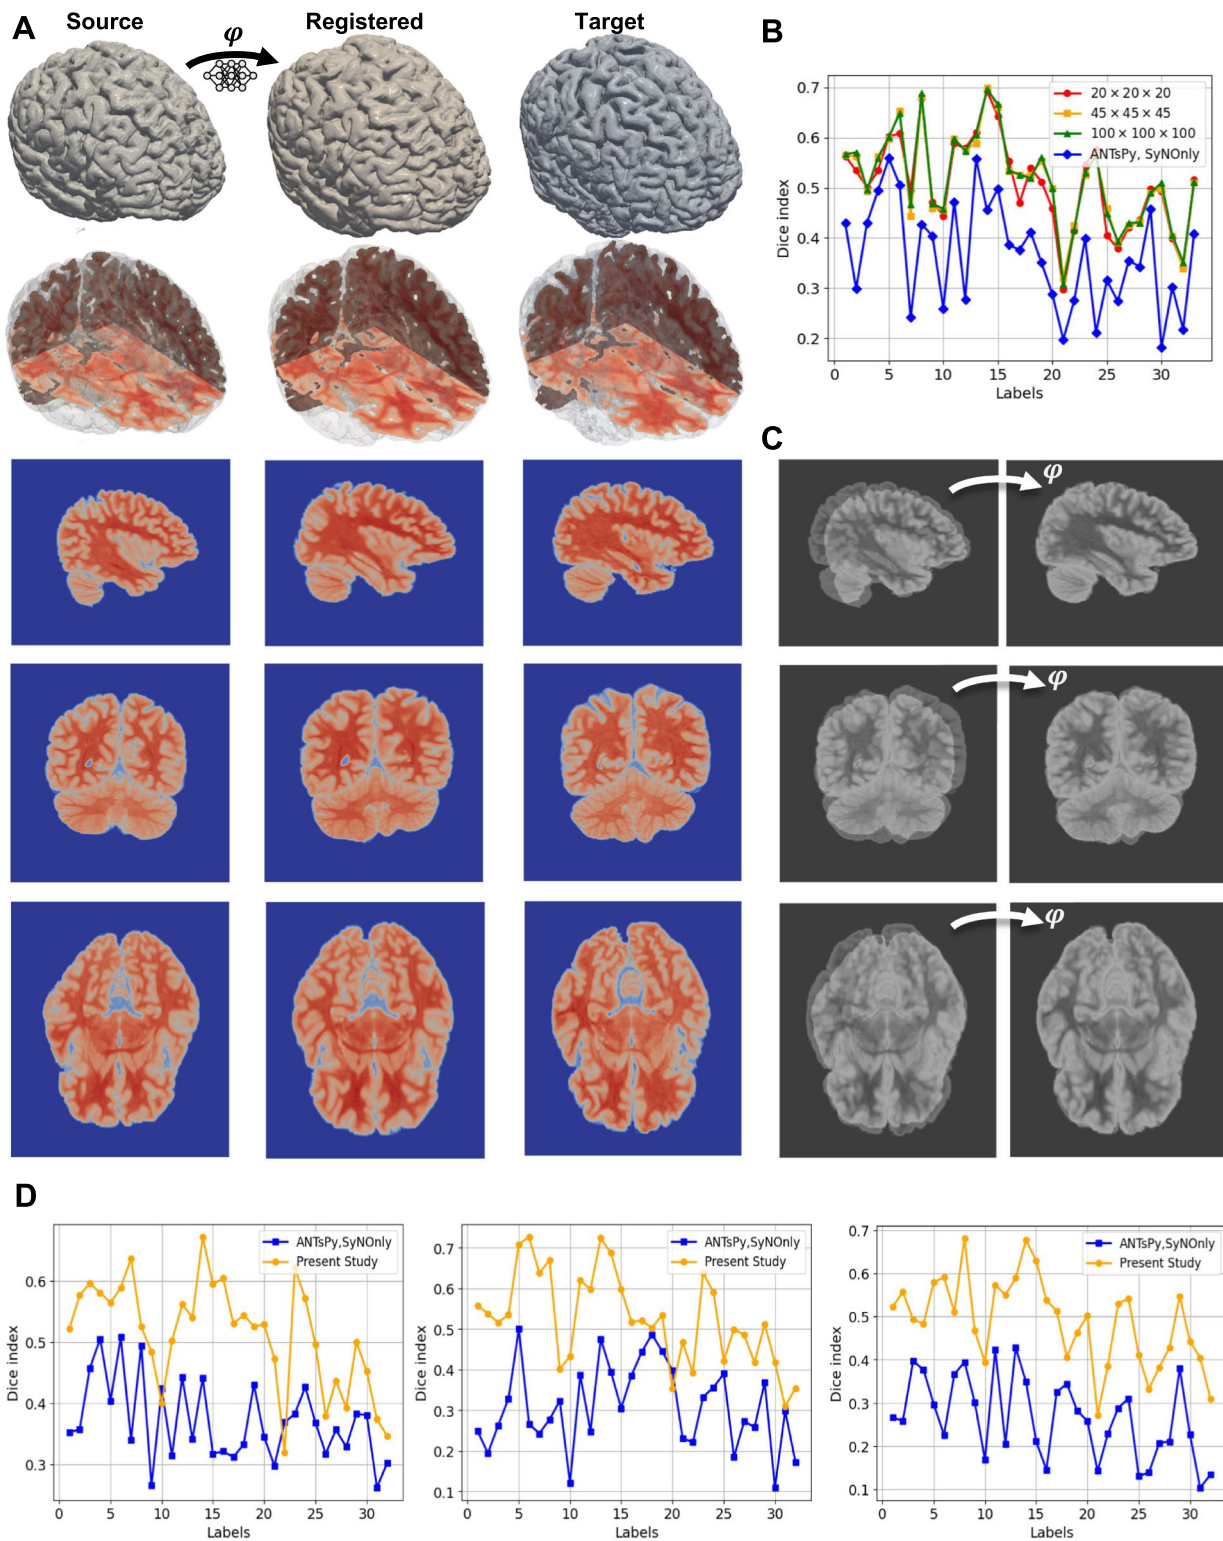 A
Source
φ
Registered
Target
B
0.7
0.6
0.5
0.4
0.3
0.2
Dice index
20 × 20 × 20
45 × 45 × 45
100 × 100 × 100
ANTsPy, SyNOnly
0 5 10 15 20 25 30
Labels
C
φ
φ
φ
D
0.6
0.5
0.4
0.3
Dice index
ANTsPy,SyNOnly
Present Study
0 5 10 15 20 25 30
Labels
0.7
0.6
0.5
0.4
0.3
0.2
0.1
Dice index
ANTsPy,SyNOnly
Present Study
0 5 10 15 20 25 30
Labels
0.7
0.6
0.5
0.4
0.3
0.2
0.1
Dice index
ANTsPy,SyNOnly
Present Study
0 5 10 15 20 25 30
Labels